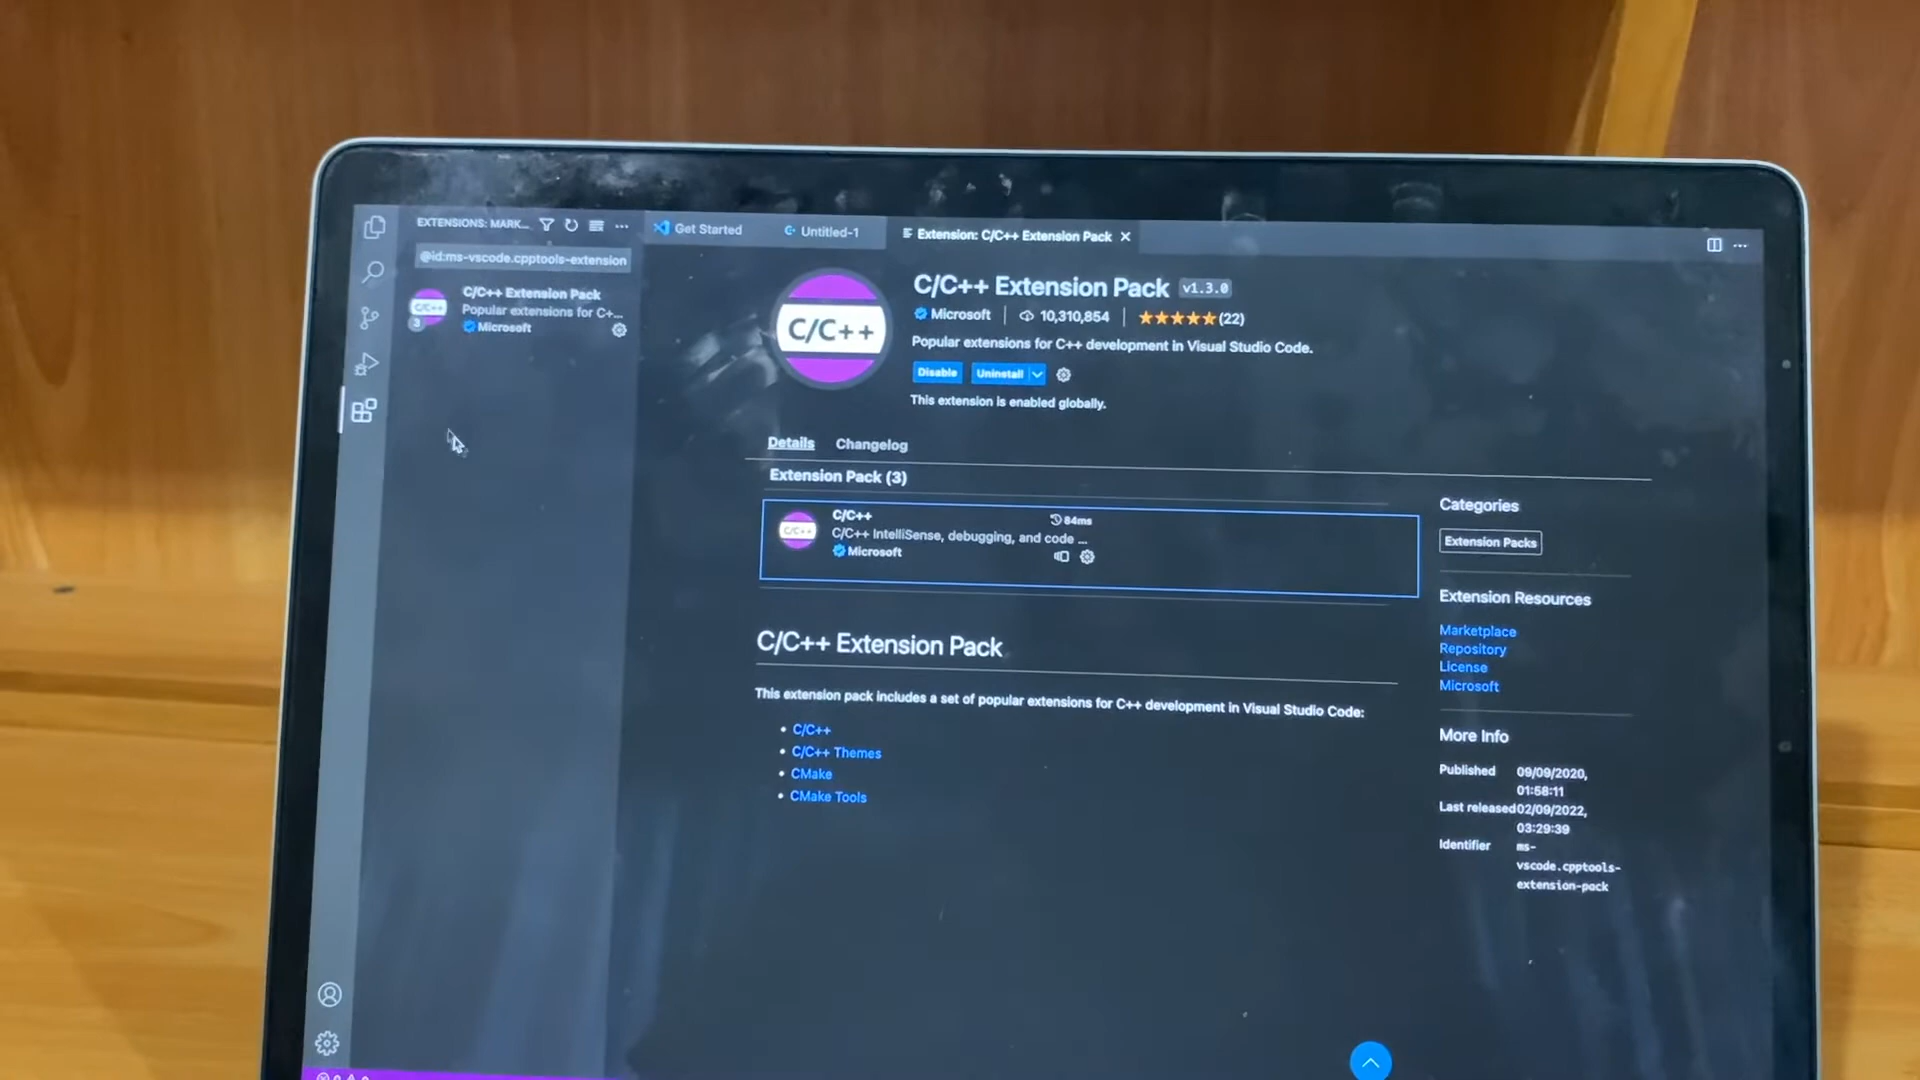 EXTENSIONS: MARK...
@id:ms-vscode.cpptools-extension
C/C++
3
C/C++ Extension Pack
Popular extensions for C+...
Microsoft
Get Started
Untitled-1
Extension: C/C++ Extension Pack
C/C++
C/C++ Extension Pack v1.3.0
Microsoft | 10,310,854 | ★★★★★(22)
Popular extensions for C++ development in Visual Studio Code.
Disable Uninstall
This extension is enabled globally.
Details Changelog
Extension Pack (3)
C/C++
C/C++ 84ms
C/C++ IntelliSense, debugging, and code ...
Microsoft
C/C++ Extension Pack
This extension pack includes a set of popular extensions for C++ development in Visual Studio Code:
• C/C++
• C/C++ Themes
• CMake
• CMake Tools
Categories
Extension Packs
Extension Resources
Marketplace
Repository
License
Microsoft
More Info
Published 09/09/2020,
01:58:11
Last released 02/09/2022,
03:29:39
Identifier ms-
vscode.cpptools-
extension-pack